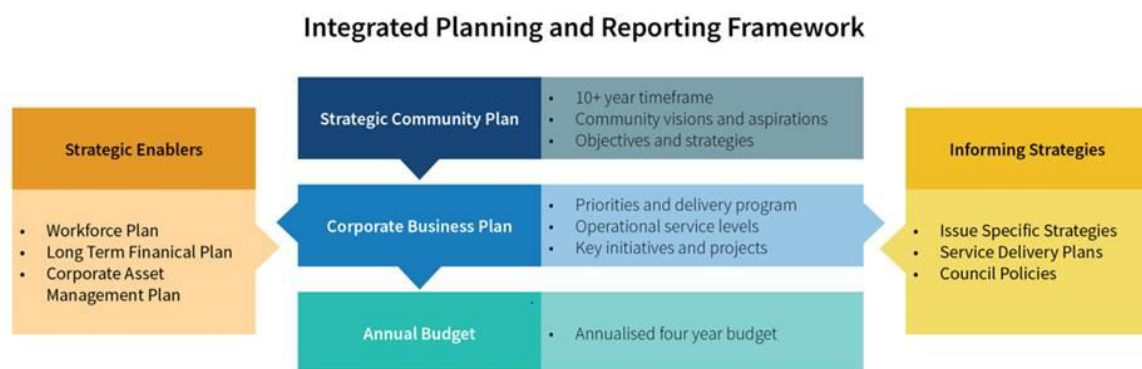 Integrated Planning and Reporting Framework
Strategic Enablers
• Workforce Plan
• Long Term Finanical Plan
• Corporate Asset
Management Plan
Strategic Community Plan
• 10+ year timeframe
• Community visions and aspirations
• Objectives and strategies
Corporate Business Plan
• Priorities and delivery program
• Operational service levels
• Key initiatives and projects
Annual Budget
• Annualised four year budget
Informing Strategies
• Issue Specific Strategies
• Service Delivery Plans
• Council Policies